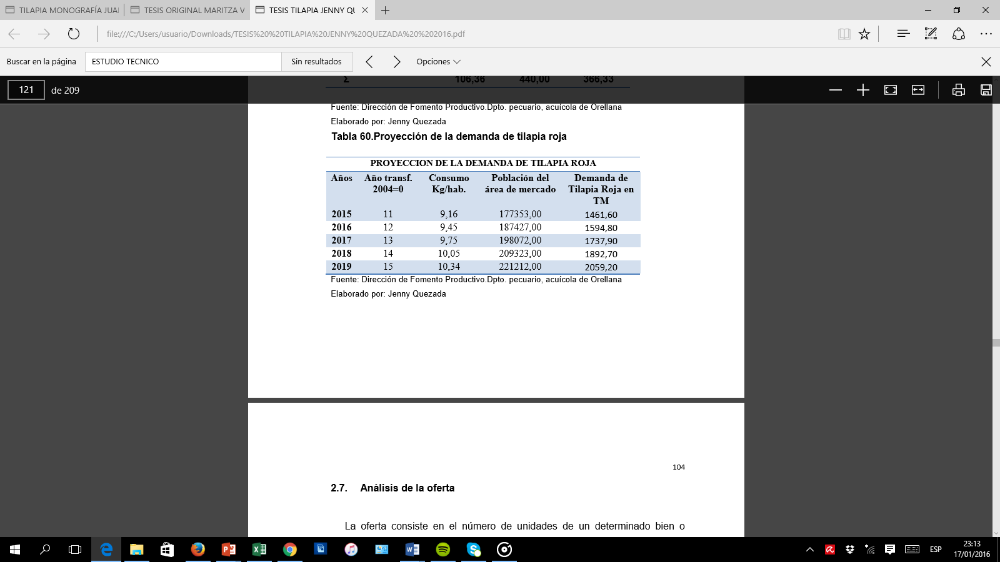 TILAPIA MONOGRAFÍA JUAI
TESIS ORIGINAL MARITZA V
TESIS TILAPIA JENNY QU
file:///C:/Users/usuario/Downloads/TESIS%20%20TILAPIA%20JENNY%20QUEZADA%20%202016.pdf
Buscar en la página ESTUDIO TECNICO Sin resultados Opciones
121 de 209
Σ 106,36 440,00 366,33
Fuente: Dirección de Fomento Productivo.Dpto. pecuario, acuícola de Orellana
Elaborado por: Jenny Quezada
Tabla 60.Proyección de la demanda de tilapia roja
PROYECCION DE LA DEMANDA DE TILAPIA ROJA
Años Año transf. Consumo Población del Demanda de
2004=0 Kg/hab. área de mercado Tilapia Roja en
TM
2015 11 9,16 177353,00 1461,60
2016 12 9,45 187427,00 1594,80
2017 13 9,75 198072,00 1737,90
2018 14 10,05 209323,00 1892,70
2019 15 10,34 221212,00 2059,20
Fuente: Dirección de Fomento Productivo.Dpto. pecuario, acuícola de Orellana
Elaborado por: Jenny Quezada
104
2.7. Análisis de la oferta
La oferta consiste en el número de unidades de un determinado bien o
ESP
23:13
17/01/2016